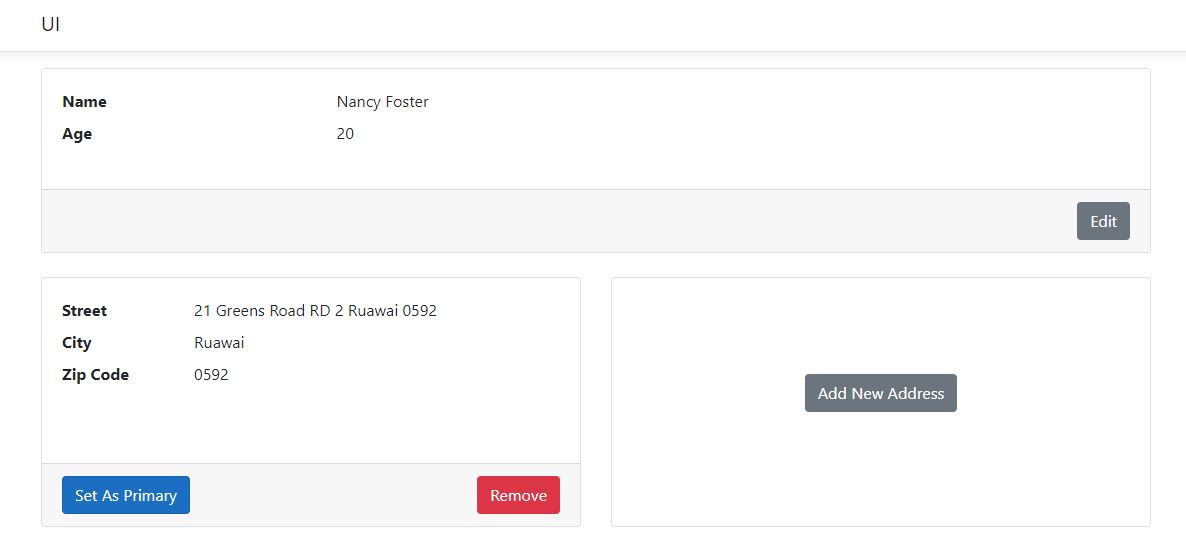 UI
Name Nancy Foster
Age 20
Edit
Street 21 Greens Road RD 2 Ruawai 0592
City Ruawai
Zip Code 0592
Set As Primary Remove
Add New Address